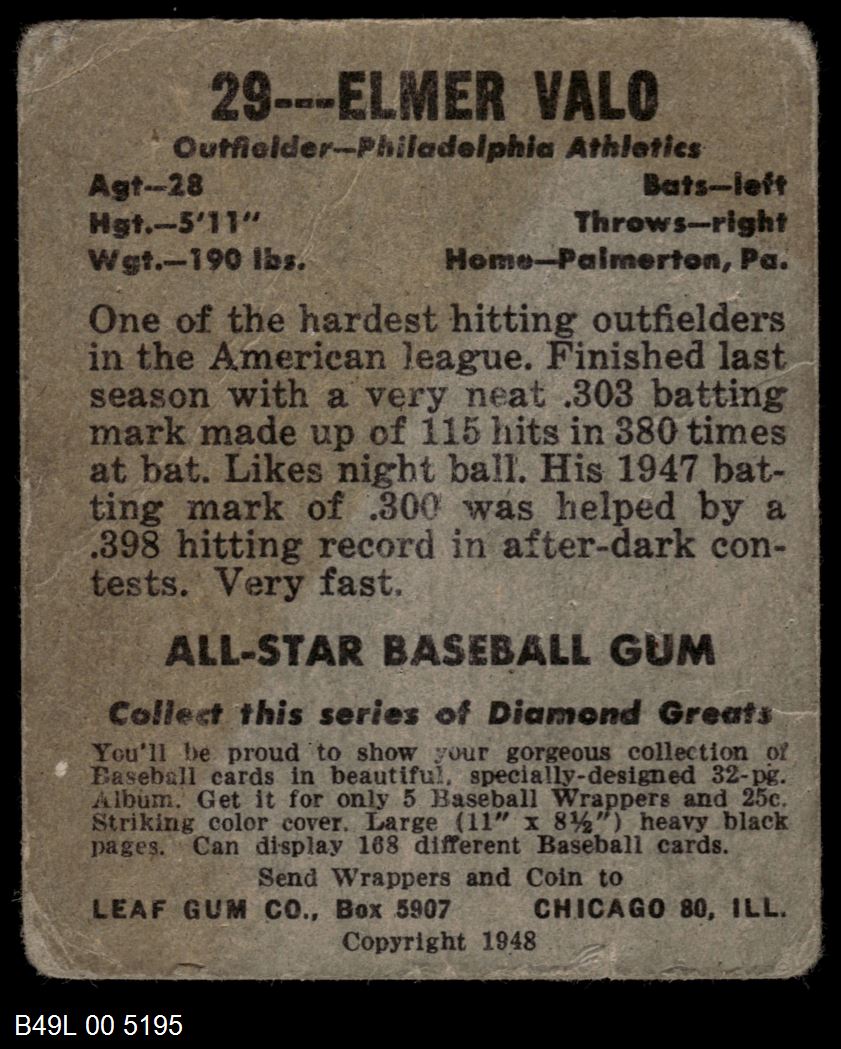 29---ELMER VALO
Outfielder—Philadelphia Athletics
Agt—28 Bats—left
Hgt.—5'11" Throws—right
Wgt.—190 lbs. Home—Palmerton, Pa.
One of the hardest hitting outfielders
in the American league. Finished last
season with a very neat .303 batting
mark made up of 115 hits in 380 times
at bat. Likes night ball. His 1947 bat-
ting mark of .300 was helped by a
.398 hitting record in after-dark con-
tests. Very fast.
ALL-STAR BASEBALL GUM
Collect this series of Diamond Greats
You'll be proud to show your gorgeous collection of
Baseball cards in beautiful, specially-designed 32-pg.
Album. Get it for only 5 Baseball Wrappers and 25c.
Striking color cover. Large (11" x 8½") heavy black
pages. Can display 168 different Baseball cards.
Send Wrappers and Coin to
LEAF GUM CO., Box 5907 CHICAGO 80, ILL.
Copyright 1948
B49L 00 5195